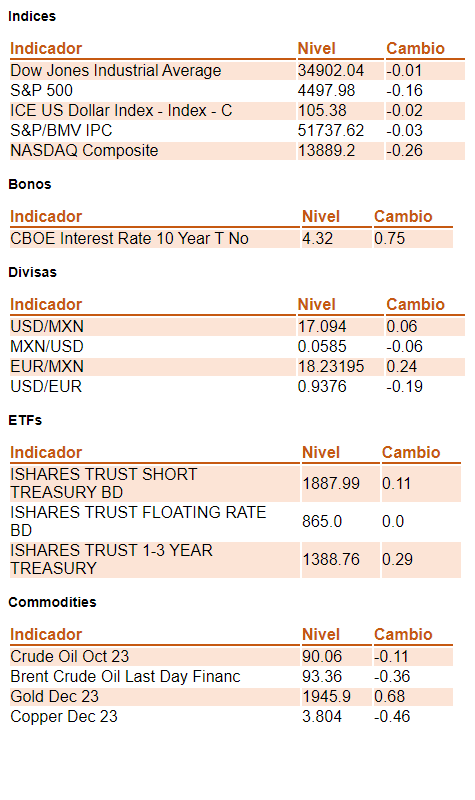 Indices
Indicador Nivel Cambio
Dow Jones Industrial Average 34902.04 -0.01
S&P 500 4497.98 -0.16
ICE US Dollar Index - Index - C 105.38 -0.02
S&P/BMV IPC 51737.62 -0.03
NASDAQ Composite 13889.2 -0.26
Bonos
Indicador Nivel Cambio
CBOE Interest Rate 10 Year T No 4.32 0.75
Divisas
Indicador Nivel Cambio
USD/MXN 17.094 0.06
MXN/USD 0.0585 -0.06
EUR/MXN 18.23195 0.24
USD/EUR 0.9376 -0.19
ETFs
Indicador Nivel Cambio
ISHARES TRUST SHORT
TREASURY BD 1887.99 0.11
ISHARES TRUST FLOATING RATE
BD 865.0 0.0
ISHARES TRUST 1-3 YEAR
TREASURY 1388.76 0.29
Commodities
Indicador Nivel Cambio
Crude Oil Oct 23 90.06 -0.11
Brent Crude Oil Last Day Financ 93.36 -0.36
Gold Dec 23 1945.9 0.68
Copper Dec 23 3.804 -0.46